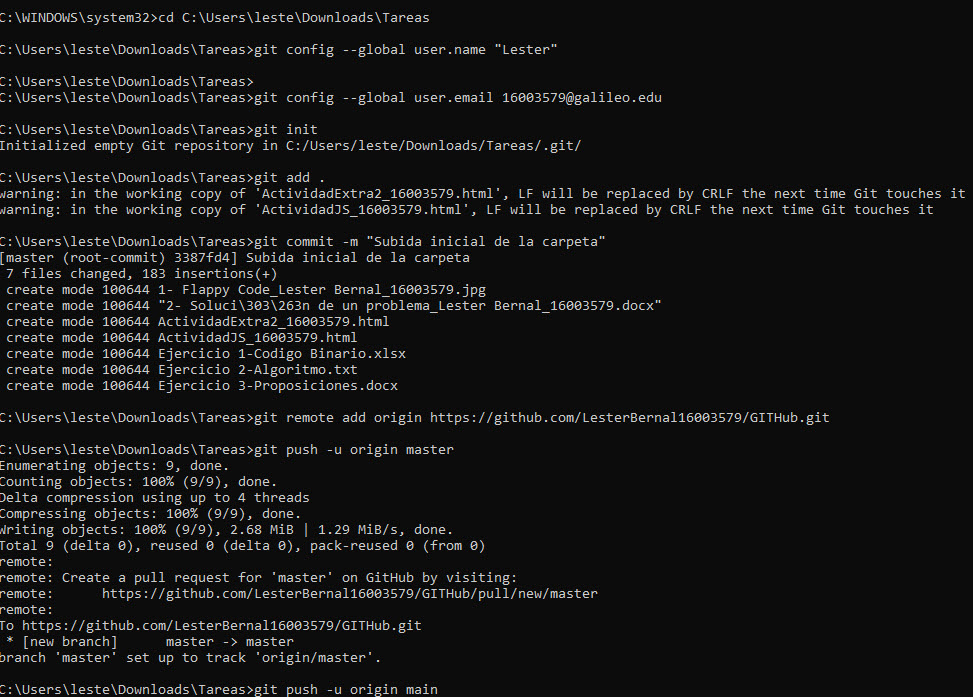 C:\WINDOWS\system32>cd C:\Users\leste\Downloads\Tareas
C:\Users\leste\Downloads\Tareas>git config --global user.name "Lester"
C:\Users\leste\Downloads\Tareas>
C:\Users\leste\Downloads\Tareas>git config --global user.email 16003579@galileo.edu
C:\Users\leste\Downloads\Tareas>git init
Initialized empty Git repository in C:/Users/leste/Downloads/Tareas/.git/
C:\Users\leste\Downloads\Tareas>git add .
warning: in the working copy of 'ActividadExtra2_16003579.html', LF will be replaced by CRLF the next time Git touches it
warning: in the working copy of 'ActividadJS_16003579.html', LF will be replaced by CRLF the next time Git touches it
C:\Users\leste\Downloads\Tareas>git commit -m "Subida inicial de la carpeta"
[master (root-commit) 3387fd4] Subida inicial de la carpeta
 7 files changed, 183 insertions(+)
 create mode 100644 1- Flappy Code_Lester Bernal_16003579.jpg
 create mode 100644 "2- Soluci\303\263n de un problema_Lester Bernal_16003579.docx"
 create mode 100644 ActividadExtra2_16003579.html
 create mode 100644 ActividadJS_16003579.html
 create mode 100644 Ejercicio 1-Codigo Binario.xlsx
 create mode 100644 Ejercicio 2-Algoritmo.txt
 create mode 100644 Ejercicio 3-Proposiciones.docx
C:\Users\leste\Downloads\Tareas>git remote add origin https://github.com/LesterBernal16003579/GITHub.git
C:\Users\leste\Downloads\Tareas>git push -u origin master
Enumerating objects: 9, done.
Counting objects: 100% (9/9), done.
Delta compression using up to 4 threads
Compressing objects: 100% (9/9), done.
Writing objects: 100% (9/9), 2.68 MiB | 1.29 MiB/s, done.
Total 9 (delta 0), reused 0 (delta 0), pack-reused 0 (from 0)
remote:
remote: Create a pull request for 'master' on GitHub by visiting:
remote:      https://github.com/LesterBernal16003579/GITHub/pull/new/master
remote:
To https://github.com/LesterBernal16003579/GITHub.git
 * [new branch]      master -> master
branch 'master' set up to track 'origin/master'.
C:\Users\leste\Downloads\Tareas>git push -u origin main